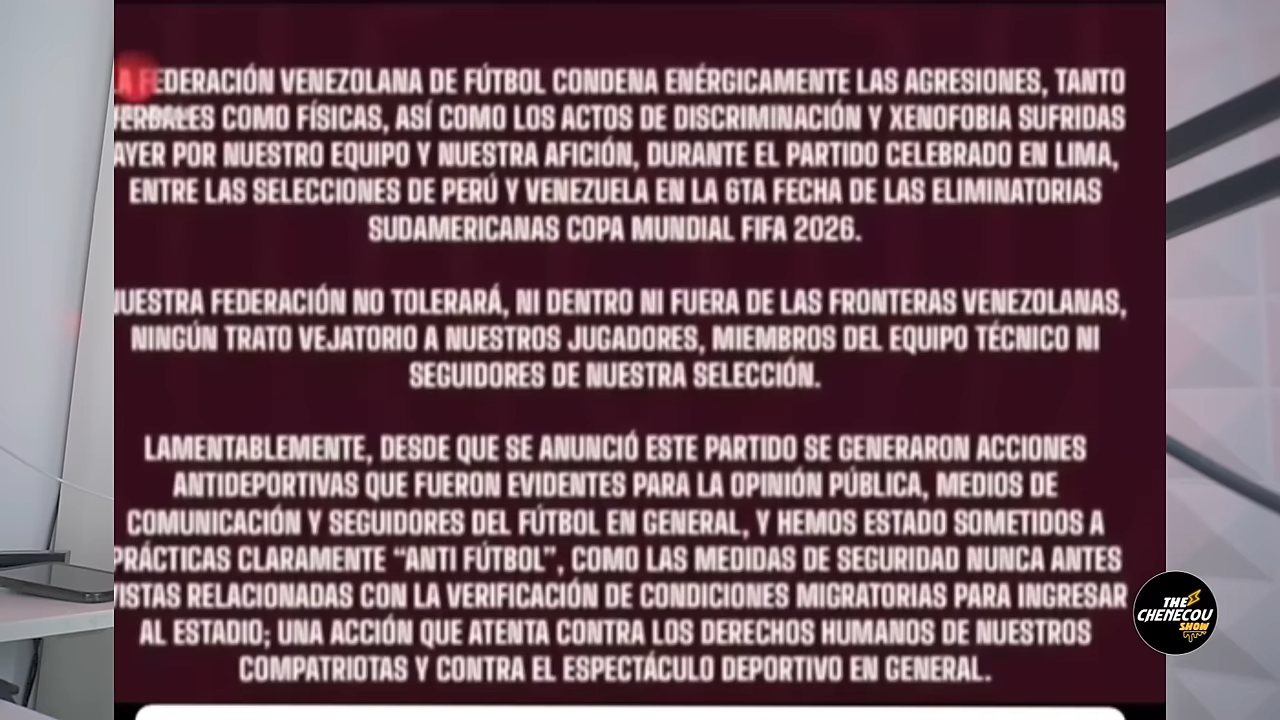 A FEDERACIÓN VENEZOLANA DE FÚTBOL CONDENA ENÉRGICAMENTE LAS AGRESIONES, TANTO
VERBALES COMO FÍSICAS, ASÍ COMO LOS ACTOS DE DISCRIMINACIÓN Y XENOFOBIA SUFRIDAS
AYER POR NUESTRO EQUIPO Y NUESTRA AFICIÓN, DURANTE EL PARTIDO CELEBRADO EN LIMA,
ENTRE LAS SELECCIONES DE PERÚ Y VENEZUELA EN LA 6TA FECHA DE LAS ELIMINATORIAS
SUDAMERICANAS COPA MUNDIAL FIFA 2026.
NUESTRA FEDERACIÓN NO TOLERARÁ, NI DENTRO NI FUERA DE LAS FRONTERAS VENEZOLANAS,
NINGÚN TRATO VEJATORIO A NUESTROS JUGADORES, MIEMBROS DEL EQUIPO TÉCNICO NI
SEGUIDORES DE NUESTRA SELECCIÓN.
LAMENTABLEMENTE, DESDE QUE SE ANUNCIÓ ESTE PARTIDO SE GENERARON ACCIONES
ANTIDEPORTIVAS QUE FUERON EVIDENTES PARA LA OPINIÓN PÚBLICA, MEDIOS DE
COMUNICACIÓN Y SEGUIDORES DEL FÚTBOL EN GENERAL, Y HEMOS ESTADO SOMETIDOS A
PRÁCTICAS CLARAMENTE “ANTI FÚTBOL”, COMO LAS MEDIDAS DE SEGURIDAD NUNCA ANTES
ISTAS RELACIONADAS CON LA VERIFICACIÓN DE CONDICIONES MIGRATORIAS PARA INGRESAR
AL ESTADIO; UNA ACCIÓN QUE ATENTA CONTRA LOS DERECHOS HUMANOS DE NUESTROS
COMPATRIOTAS Y CONTRA EL ESPECTÁCULO DEPORTIVO EN GENERAL.
THE
CHENECOU
SHOW